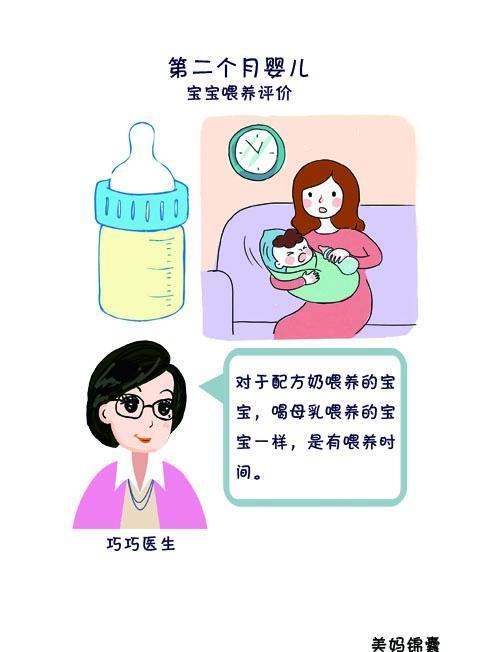 第二个月婴儿
宝宝喂养评价
对于配方奶喂养的宝
宝，喝母乳喂养的宝
宝一样，是有喂养时
间。
巧巧医生
美妈锦囊